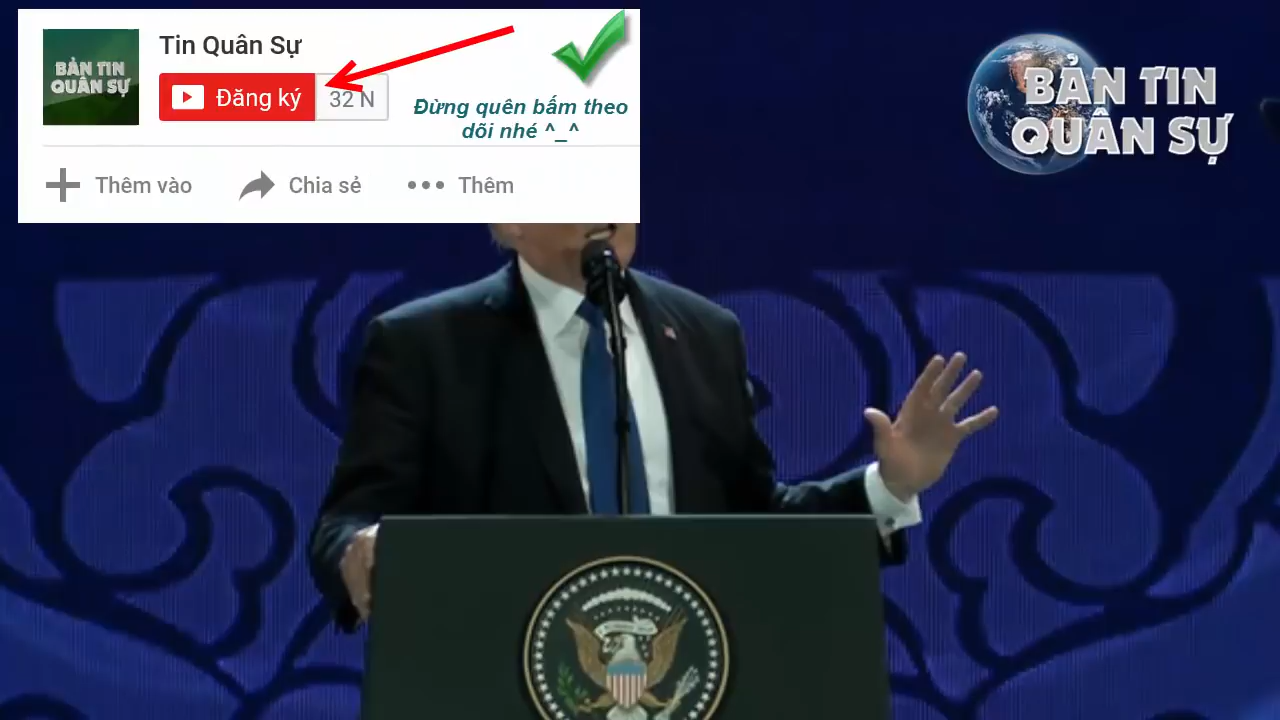 BẢN TIN
QUÂN SỰ
Tin Quân Sự
Đăng ký
32 N
Đừng quên bấm theo
dõi nhé ^_^
Thêm vào
Chia sẻ
Thêm
BẢN TIN
QUÂN SỰ